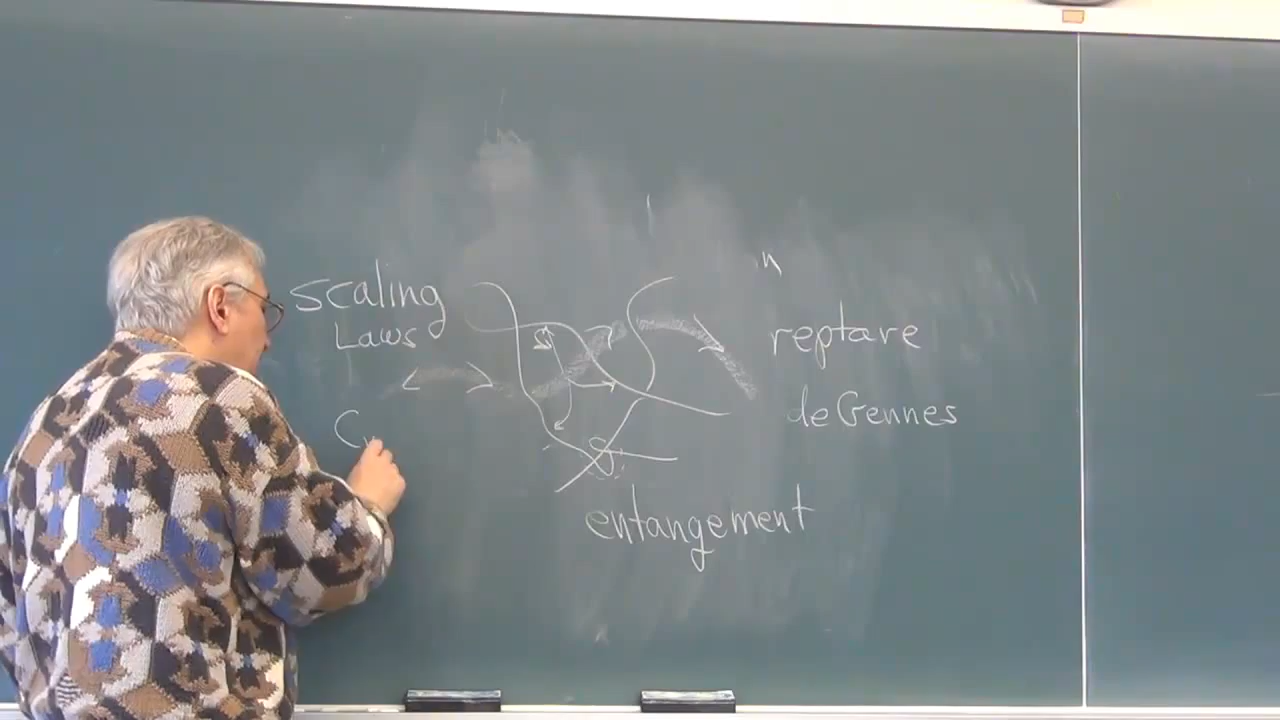 scaling
Laws
n
reptare
de Gennes
entangement